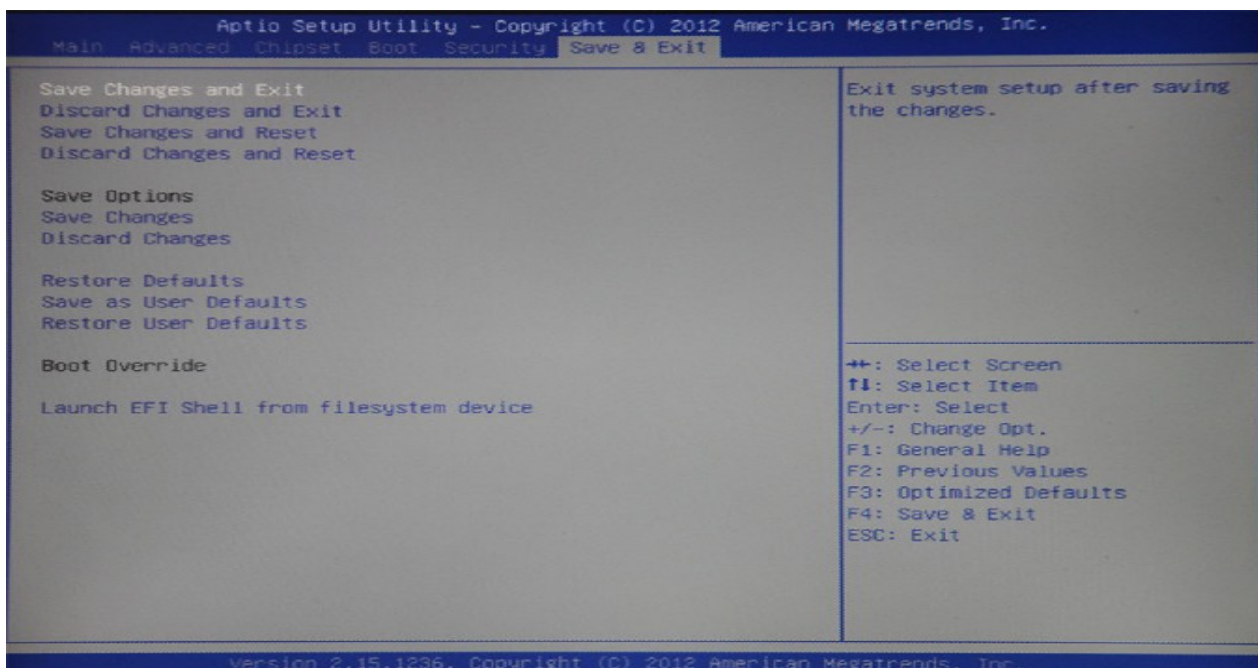 Aptio Setup Utility – Copyright (C) 2012 American Megatrends, Inc.
Main Advanced Chipset Boot Security Save & Exit
Save Changes and Exit
Discard Changes and Exit
Save Changes and Reset
Discard Changes and Reset
Save Options
Save Changes
Discard Changes
Restore Defaults
Save as User Defaults
Restore User Defaults
Boot Override
Launch EFI Shell from filesystem device
Exit system setup after saving
the changes.
→←: Select Screen
↑↓: Select Item
Enter: Select
+/-: Change Opt.
F1: General Help
F2: Previous Values
F3: Optimized Defaults
F4: Save & Exit
ESC: Exit
Version 2.15.1236. Copyright (C) 2012 American Megatrends, Inc.